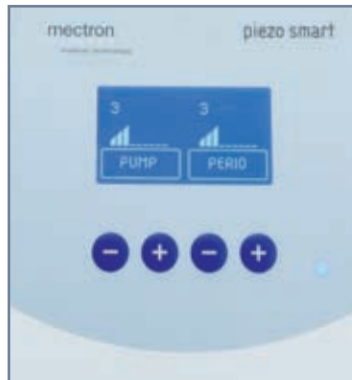 mectron piezo smart
3 3
PUMP PERIO
− + − +